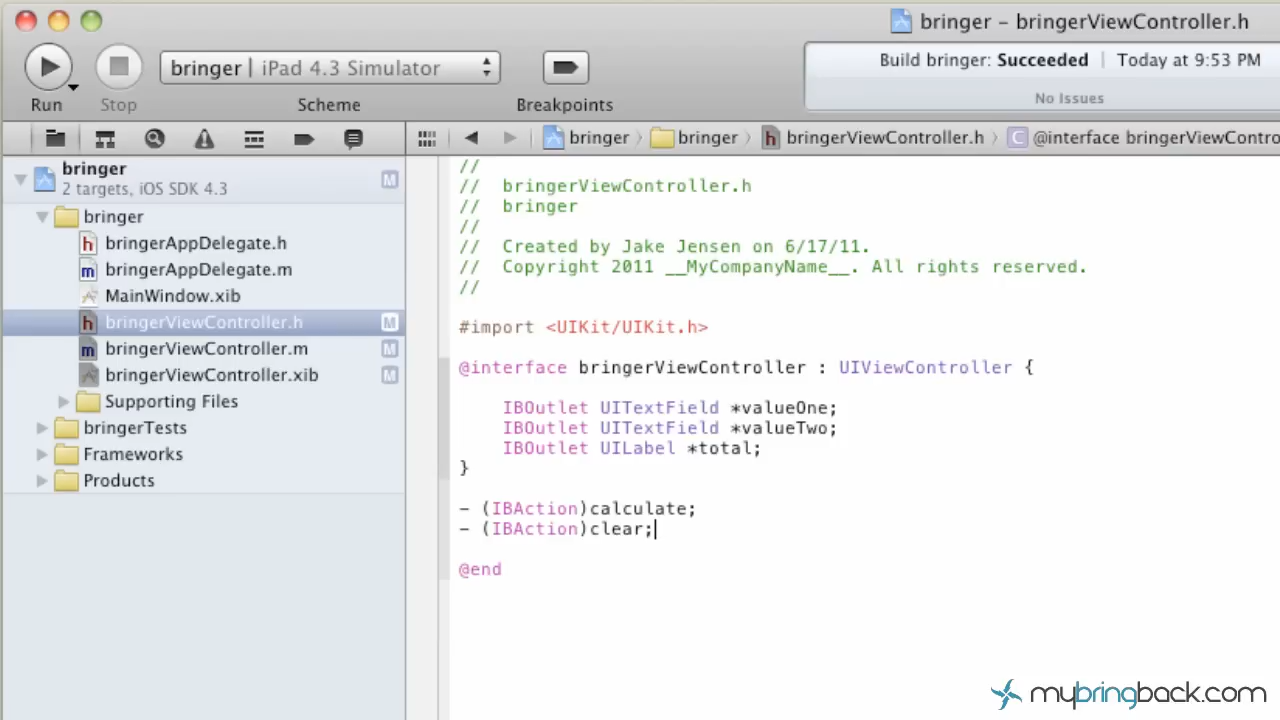 bringer - bringerViewController.h
bringer | iPad 4.3 Simulator
Build bringer: Succeeded | Today at 9:53 PM
No Issues
Run Stop Scheme Breakpoints
bringer bringer bringerViewController.h C @interface bringerViewContro
bringer
2 targets, iOS SDK 4.3
M
bringer
h bringerAppDelegate.h
m bringerAppDelegate.m
MainWindow.xib
h bringerViewController.h M
m bringerViewController.m M
bringerViewController.xib M
Supporting Files
bringerTests
Frameworks
Products
//
// bringerViewController.h
// bringer
//
// Created by Jake Jensen on 6/17/11.
// Copyright 2011 __MyCompanyName__. All rights reserved.
//
#import <UIKit/UIKit.h>
@interface bringerViewController : UIViewController {
IBOutlet UITextField *valueOne;
IBOutlet UITextField *valueTwo;
IBOutlet UILabel *total;
}
- (IBAction)calculate;
- (IBAction)clear;
@end
mybringback.com